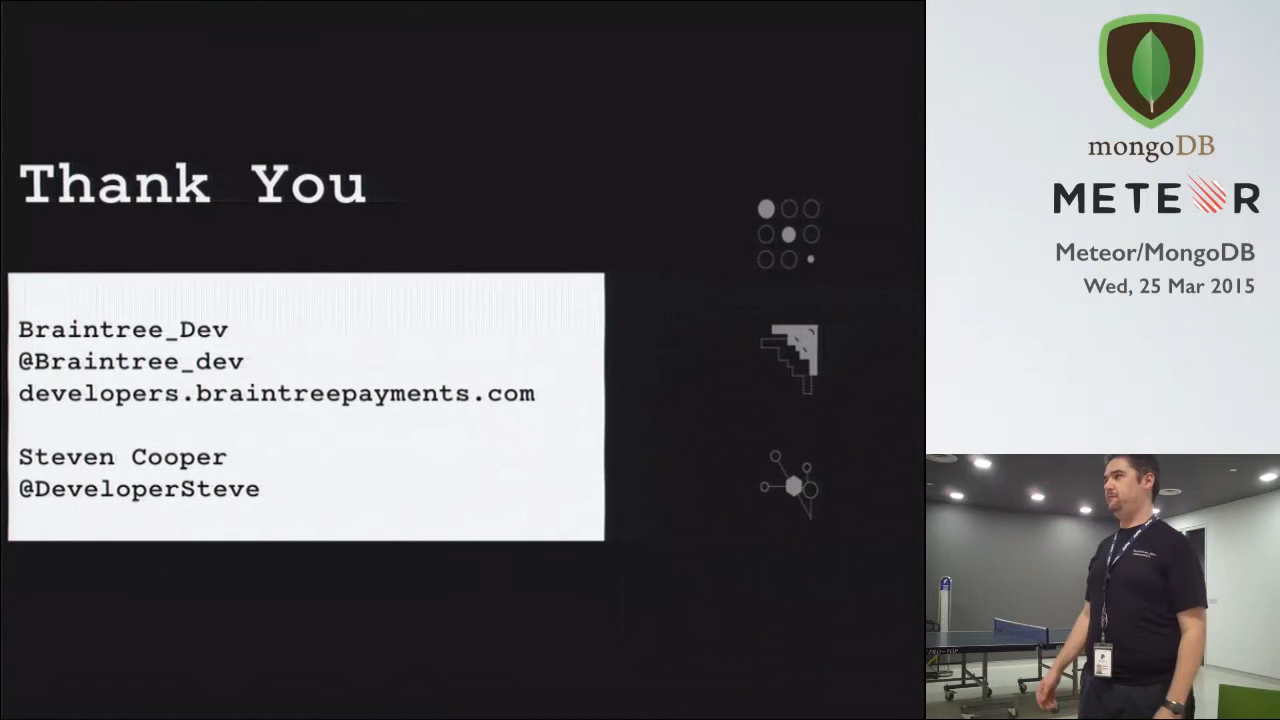 Thank You
Braintree_Dev
@Braintree_dev
developers.braintreepayments.com
Steven Cooper
@DeveloperSteve
mongoDB
METEOR
Meteor/MongoDB
Wed, 25 Mar 2015